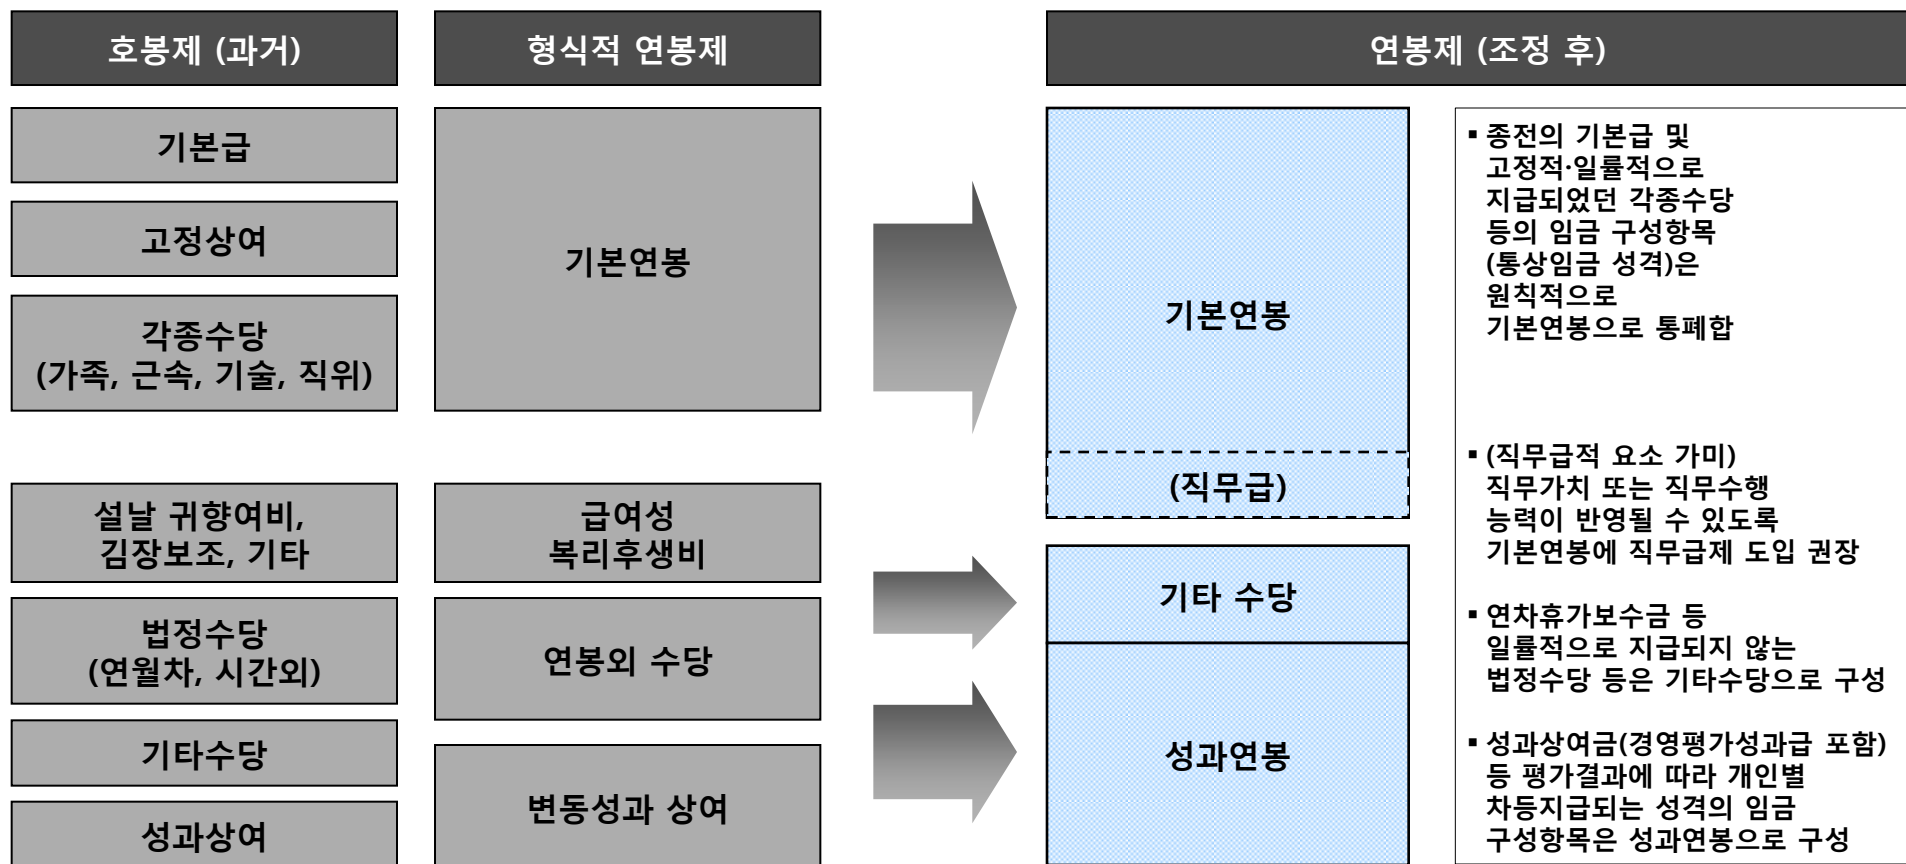 호봉제 (과거)
형식적 연봉제
연봉제 (조정 후)
기본급
고정상여
각종수당
(가족, 근속, 기술, 직위)
설날 귀향여비,
김장보조, 기타
법정수당
(연월차, 시간외)
기타수당
성과상여
기본연봉
급여성
복리후생비
연봉외 수당
변동성과 상여
기본연봉
(직무급)
기타 수당
성과연봉
▪ 종전의 기본급 및
고정적·일률적으로
지급되었던 각종수당
등의 임금 구성항목
(통상임금 성격)은
원칙적으로
기본연봉으로 통폐합
▪ (직무급적 요소 가미)
직무가치 또는 직무수행
능력이 반영될 수 있도록
기본연봉에 직무급제 도입 권장
▪ 연차휴가보수금 등
일률적으로 지급되지 않는
법정수당 등은 기타수당으로 구성
▪ 성과상여금(경영평가성과급 포함)
등 평가결과에 따라 개인별
차등지급되는 성격의 임금
구성항목은 성과연봉으로 구성